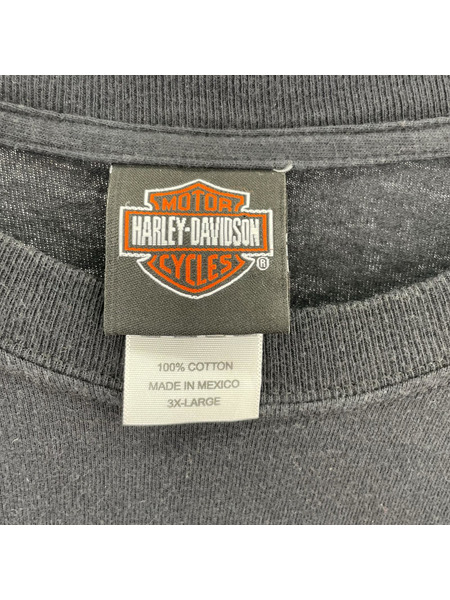 MOTOR
HARLEY-DAVIDSON
CYCLES
®
100% COTTON
MADE IN MEXICO
3X-LARGE